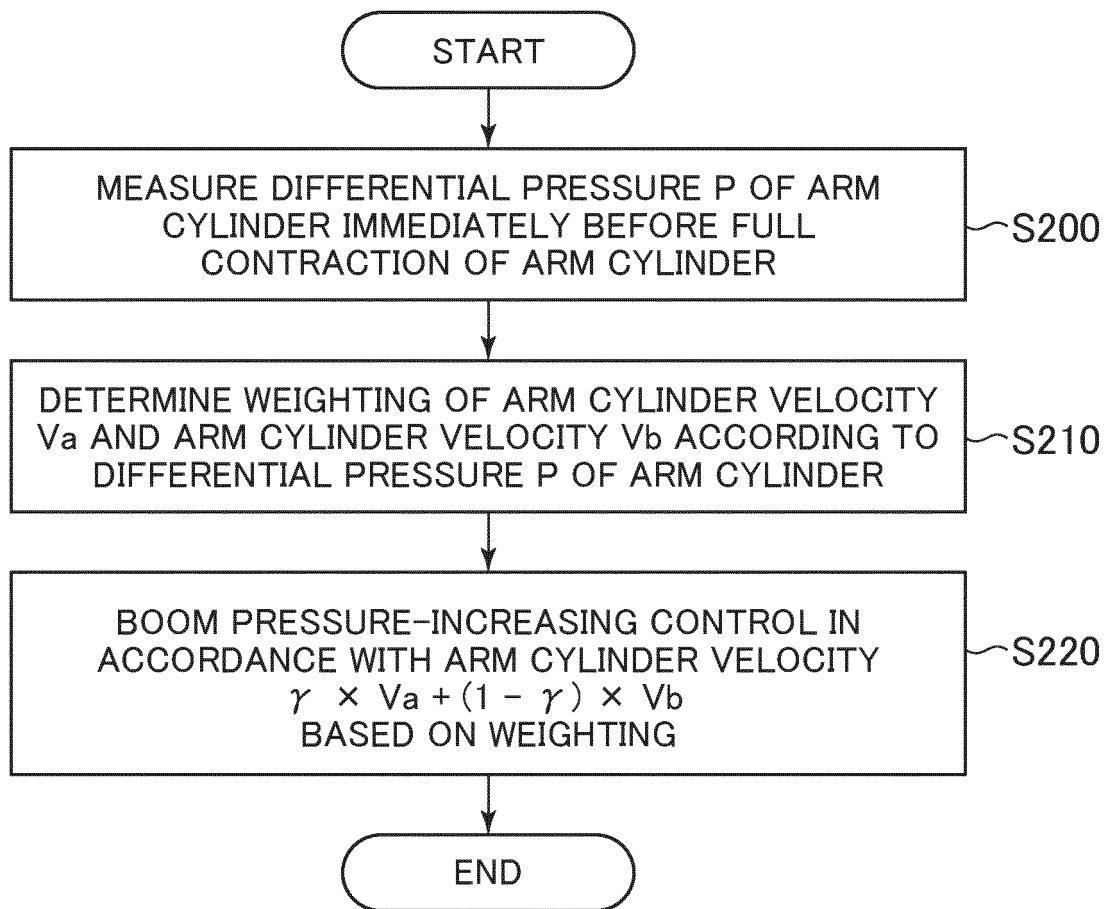 START
MEASURE DIFFERENTIAL PRESSURE P OF ARM
CYLINDER IMMEDIATELY BEFORE FULL
CONTRACTION OF ARM CYLINDER
S200
DETERMINE WEIGHTING OF ARM CYLINDER VELOCITY
Va AND ARM CYLINDER VELOCITY Vb ACCORDING TO
DIFFERENTIAL PRESSURE P OF ARM CYLINDER
S210
BOOM PRESSURE-INCREASING CONTROL IN
ACCORDANCE WITH ARM CYLINDER VELOCITY
γ × Va + (1 - γ) × Vb
BASED ON WEIGHTING
S220
END